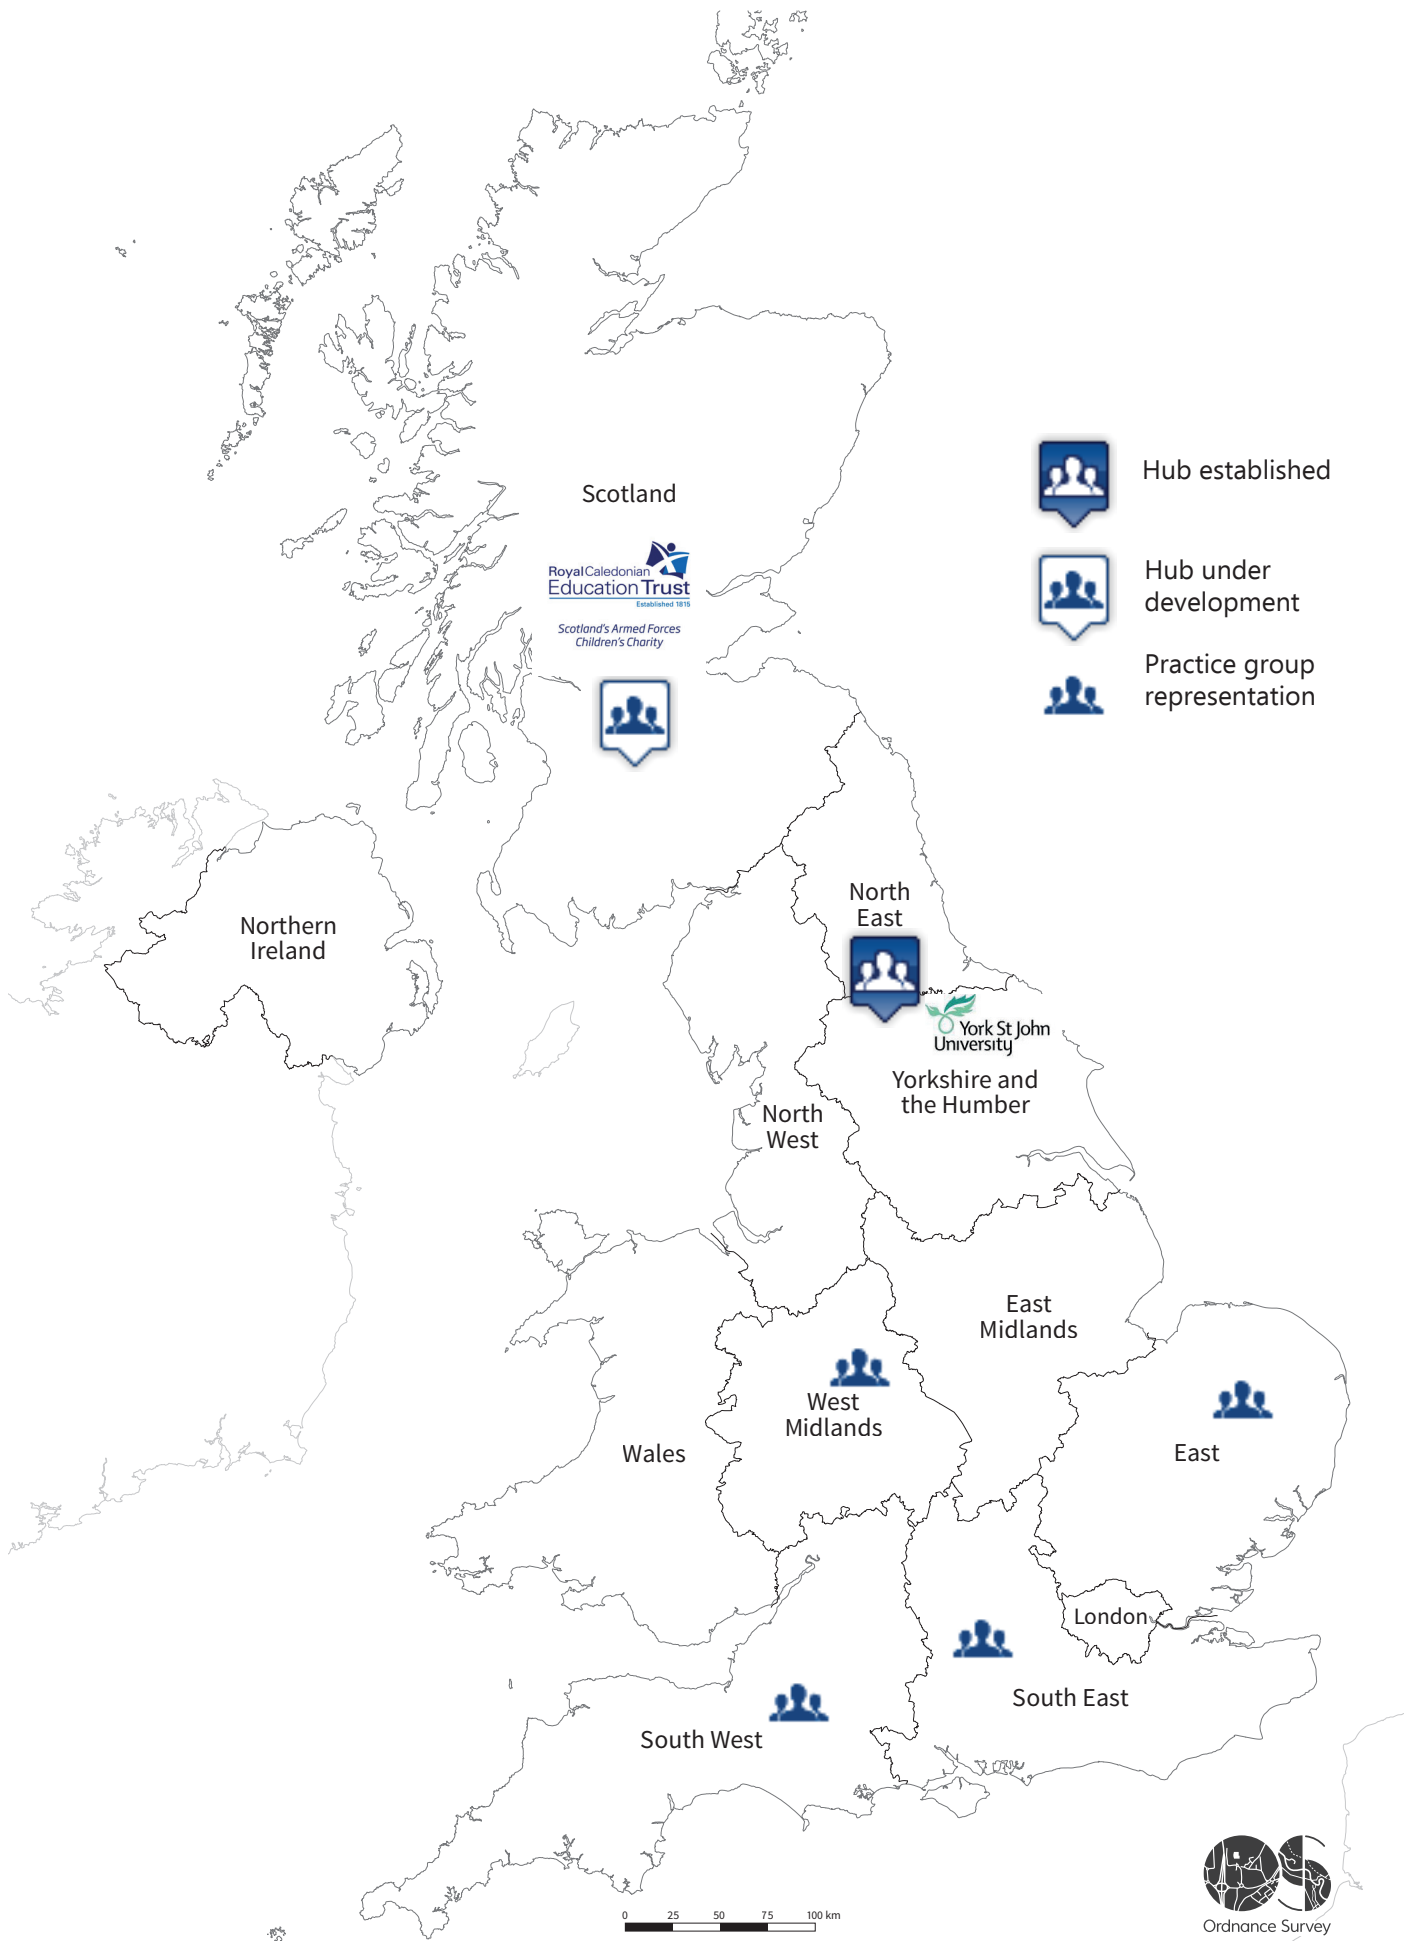 Hub established
Scotland
Royal Caledonian
Education Trust
Established 1815
Scotland's Armed Forces
Children's Charity
Hub under
development
Practice group
representation
North
East
Northern
Ireland
York St John
University
Yorkshire and
the Humber
North
West
East
Midlands
West
Midlands
Wales
East
London
South East
South West
0 25 50 75 100 km
OS
Ordnance Survey